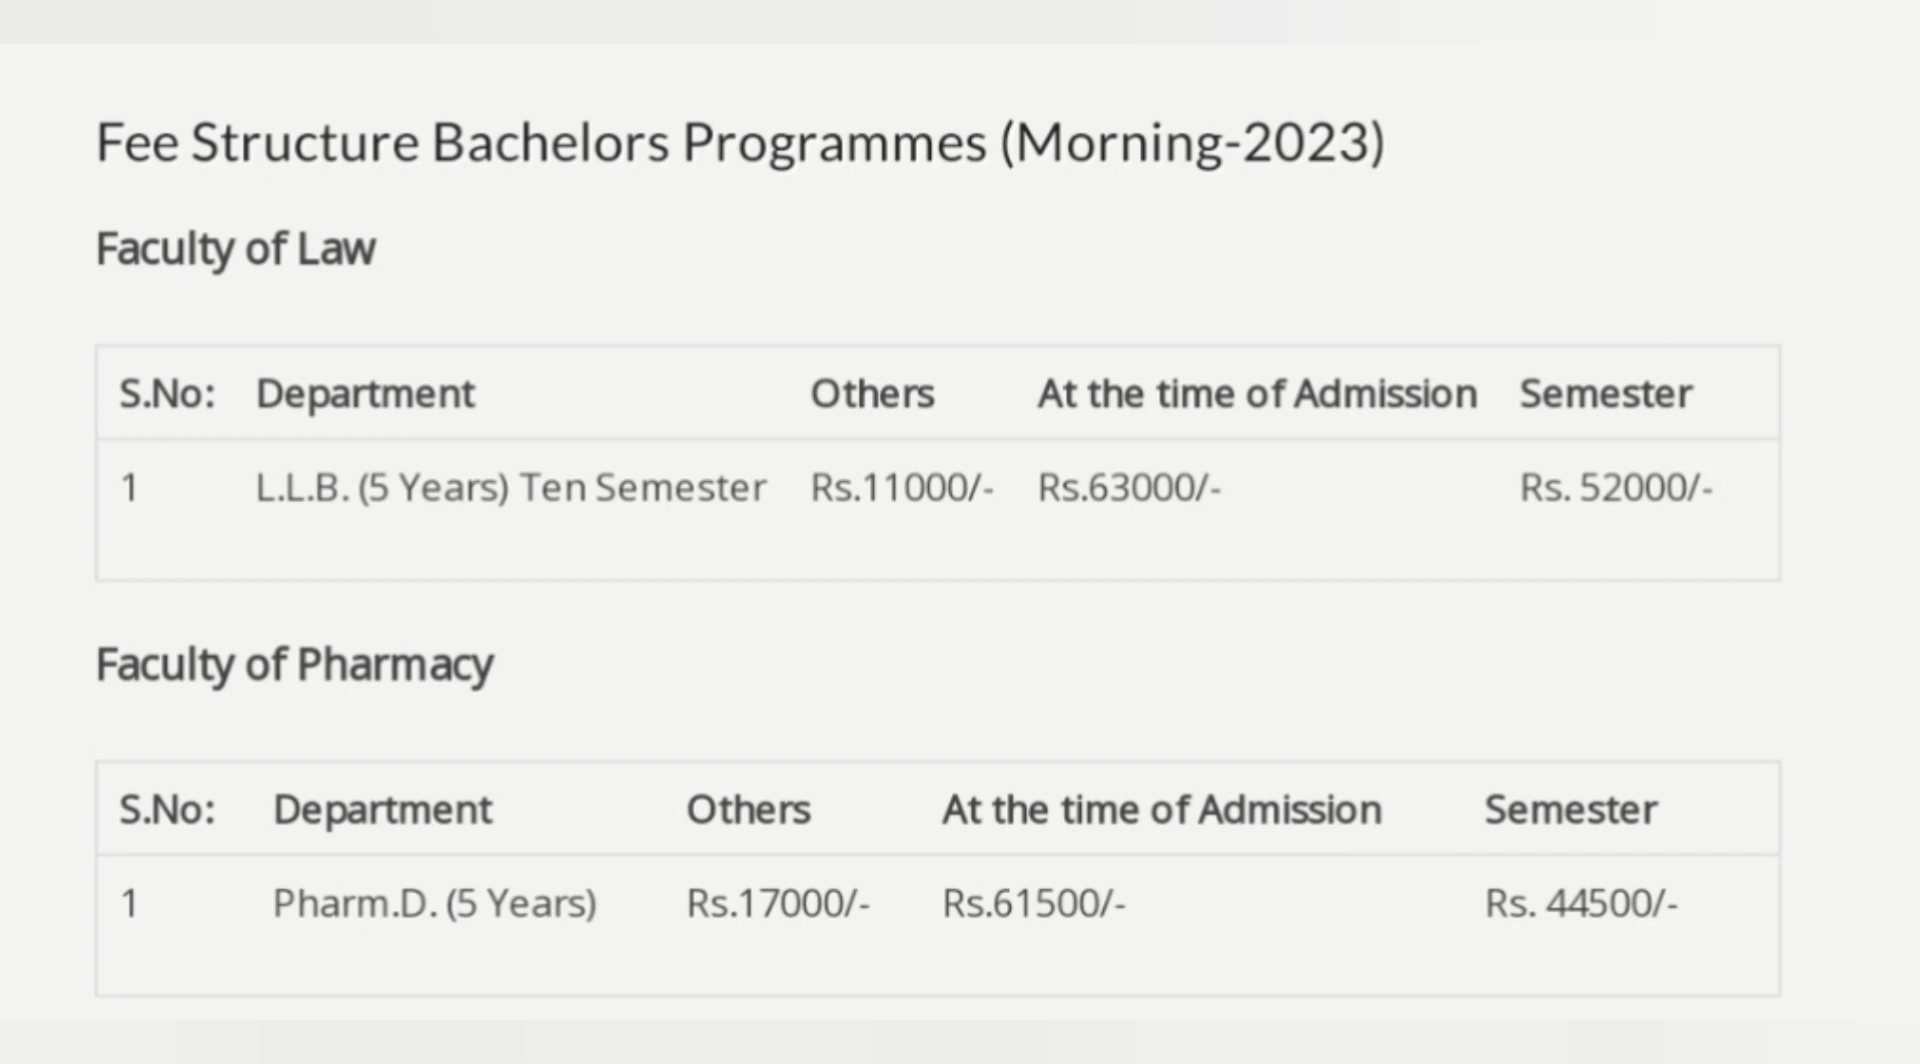 Fee Structure Bachelors Programmes (Morning-2023)
Faculty of Law
S.No: Department Others At the time of Admission Semester
1 L.L.B. (5 Years) Ten Semester Rs.11000/- Rs.63000/- Rs. 52000/-
Faculty of Pharmacy
S.No: Department Others At the time of Admission Semester
1 Pharm.D. (5 Years) Rs.17000/- Rs.61500/- Rs. 44500/-